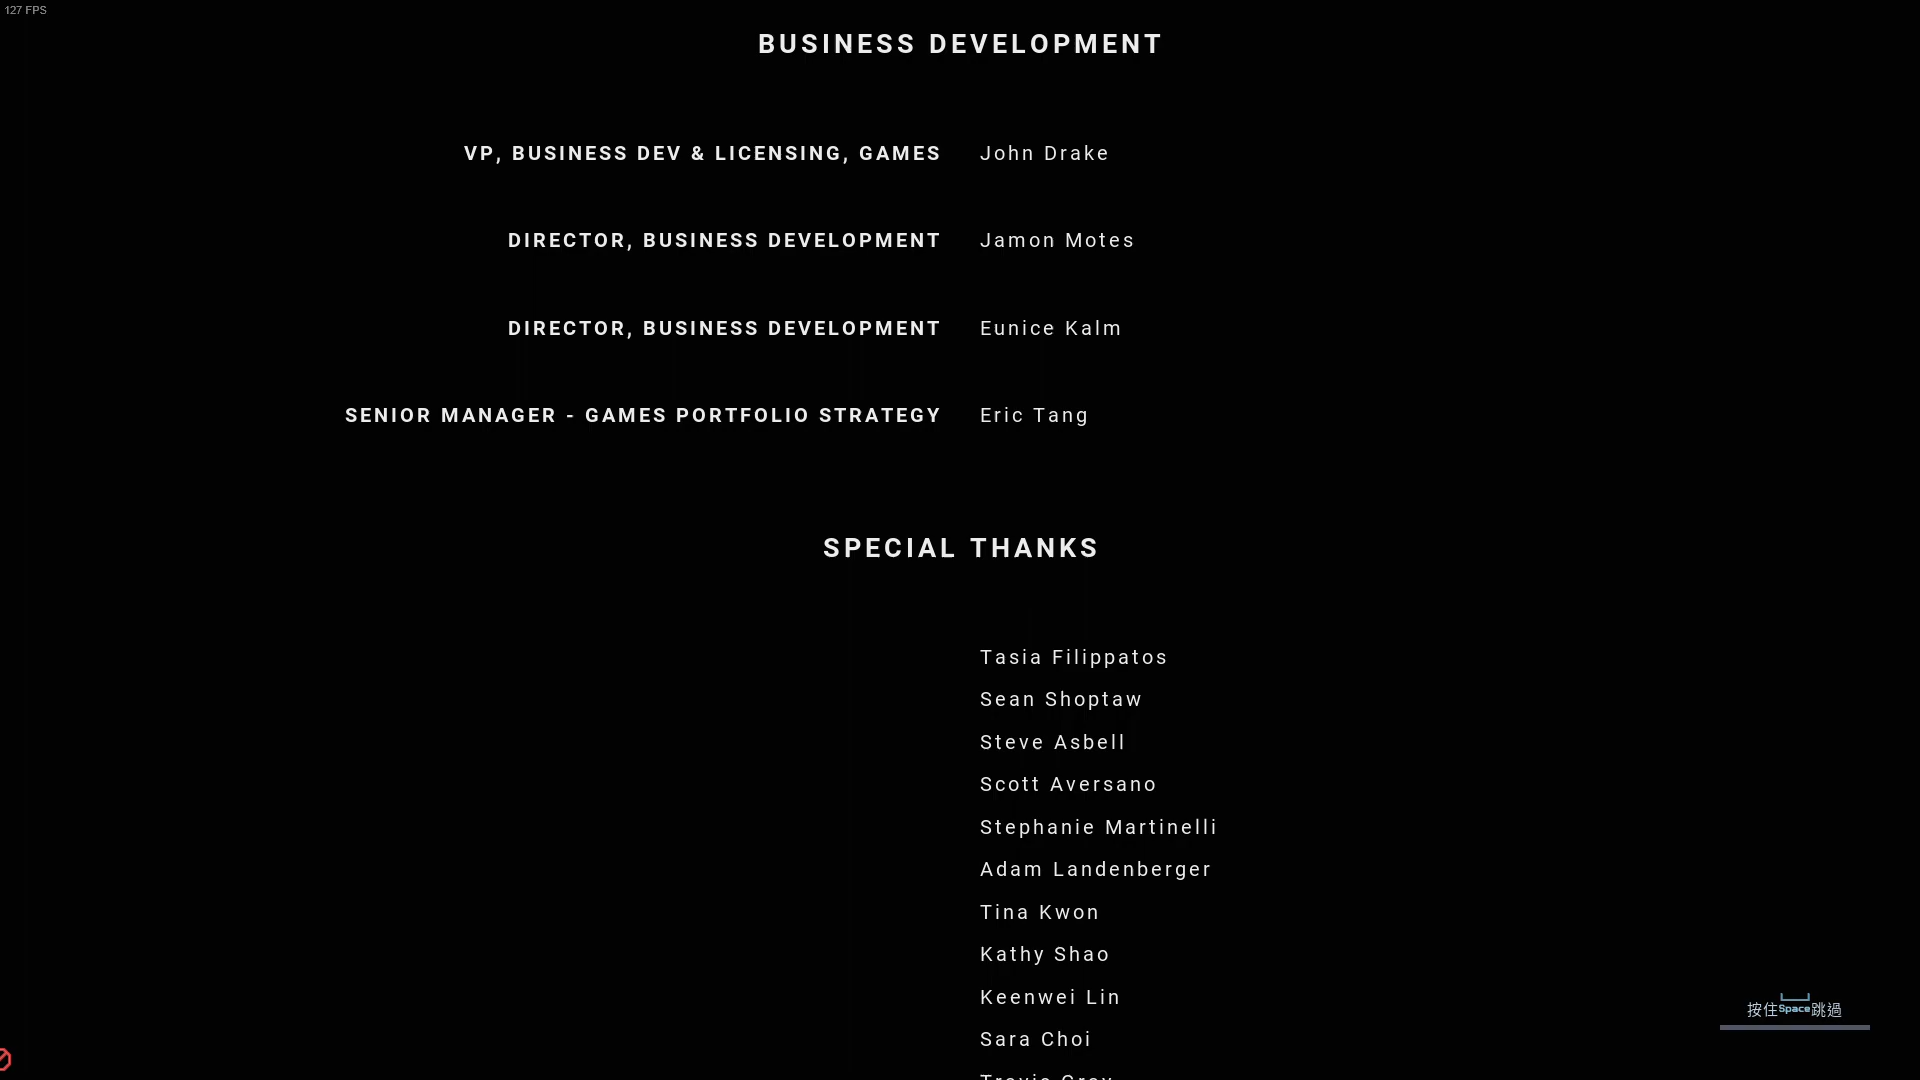 127 FPS
BUSINESS DEVELOPMENT
VP, BUSINESS DEV & LICENSING, GAMES John Drake
DIRECTOR, BUSINESS DEVELOPMENT Jamon Motes
DIRECTOR, BUSINESS DEVELOPMENT Eunice Kalm
SENIOR MANAGER - GAMES PORTFOLIO STRATEGY Eric Tang
SPECIAL THANKS
Tasia Filippatos
Sean Shoptaw
Steve Asbell
Scott Aversano
Stephanie Martinelli
Adam Landenberger
Tina Kwon
Kathy Shao
Keenwei Lin
按住Space跳過
Sara Choi